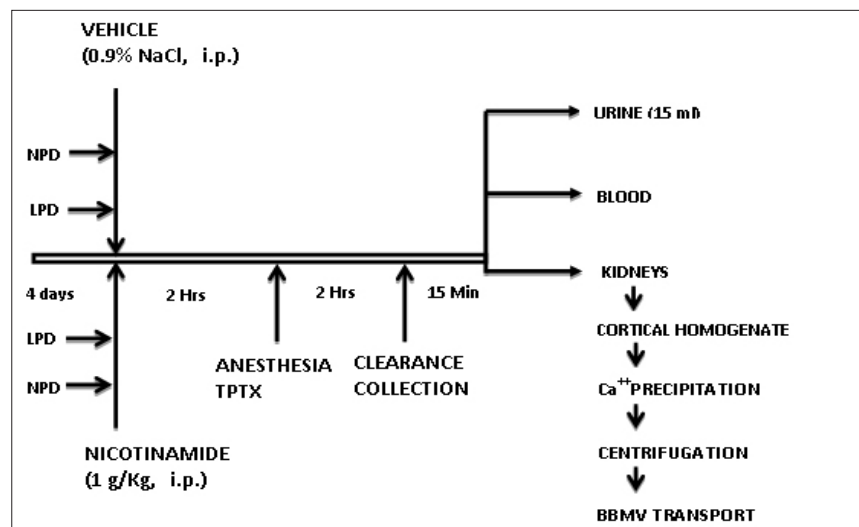 VEHICLE
(0.9% NaCl, i.p.)
NPD
LPD
4 days
2 Hrs
2 Hrs
15 Min
LPD
NPD
ANESTHESIA
TPTX
CLEARANCE
COLLECTION
NICOTINAMIDE
(1 g/Kg, i.p.)
URINE (15 ml)
BLOOD
KIDNEYS
CORTICAL HOMOGENATE
Ca⁺⁺PRECIPITATION
CENTRIFUGATION
BBMV TRANSPORT